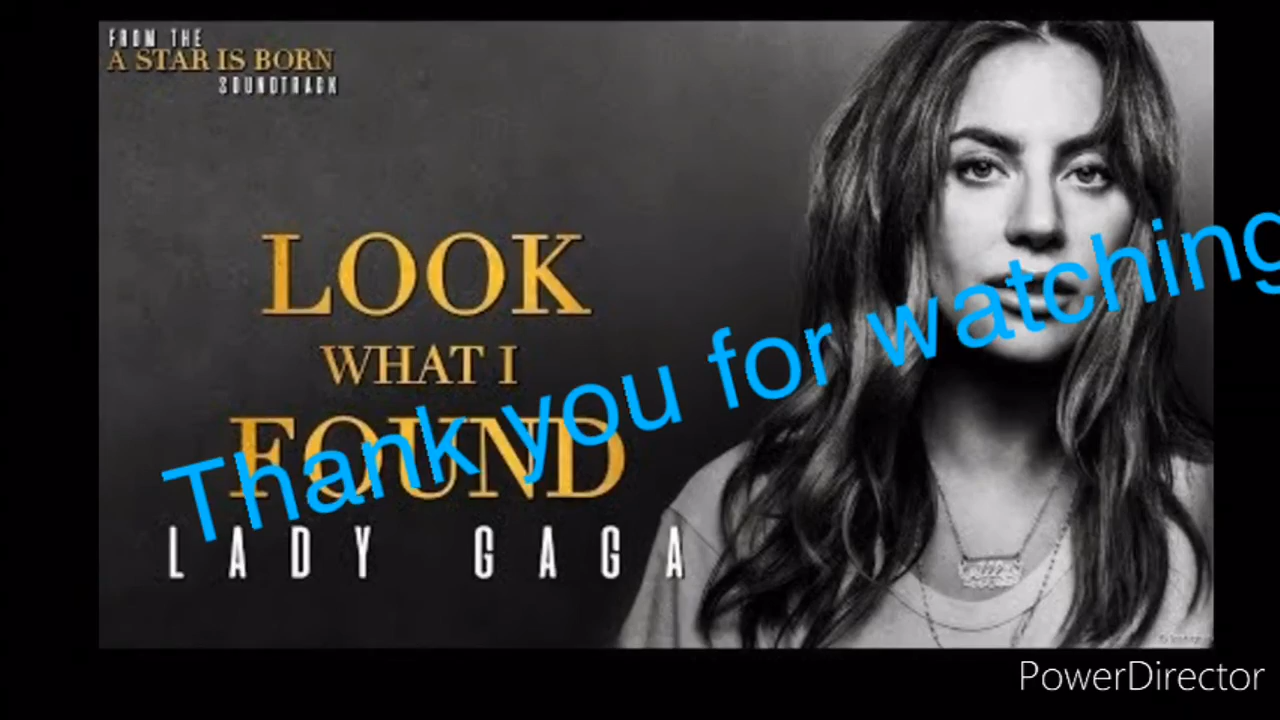 FROM THE
A STAR IS BORN
SOUNDTRACK
LOOK
WHAT I
FOUND
LADY GAGA
Thank you for watching
PowerDirector